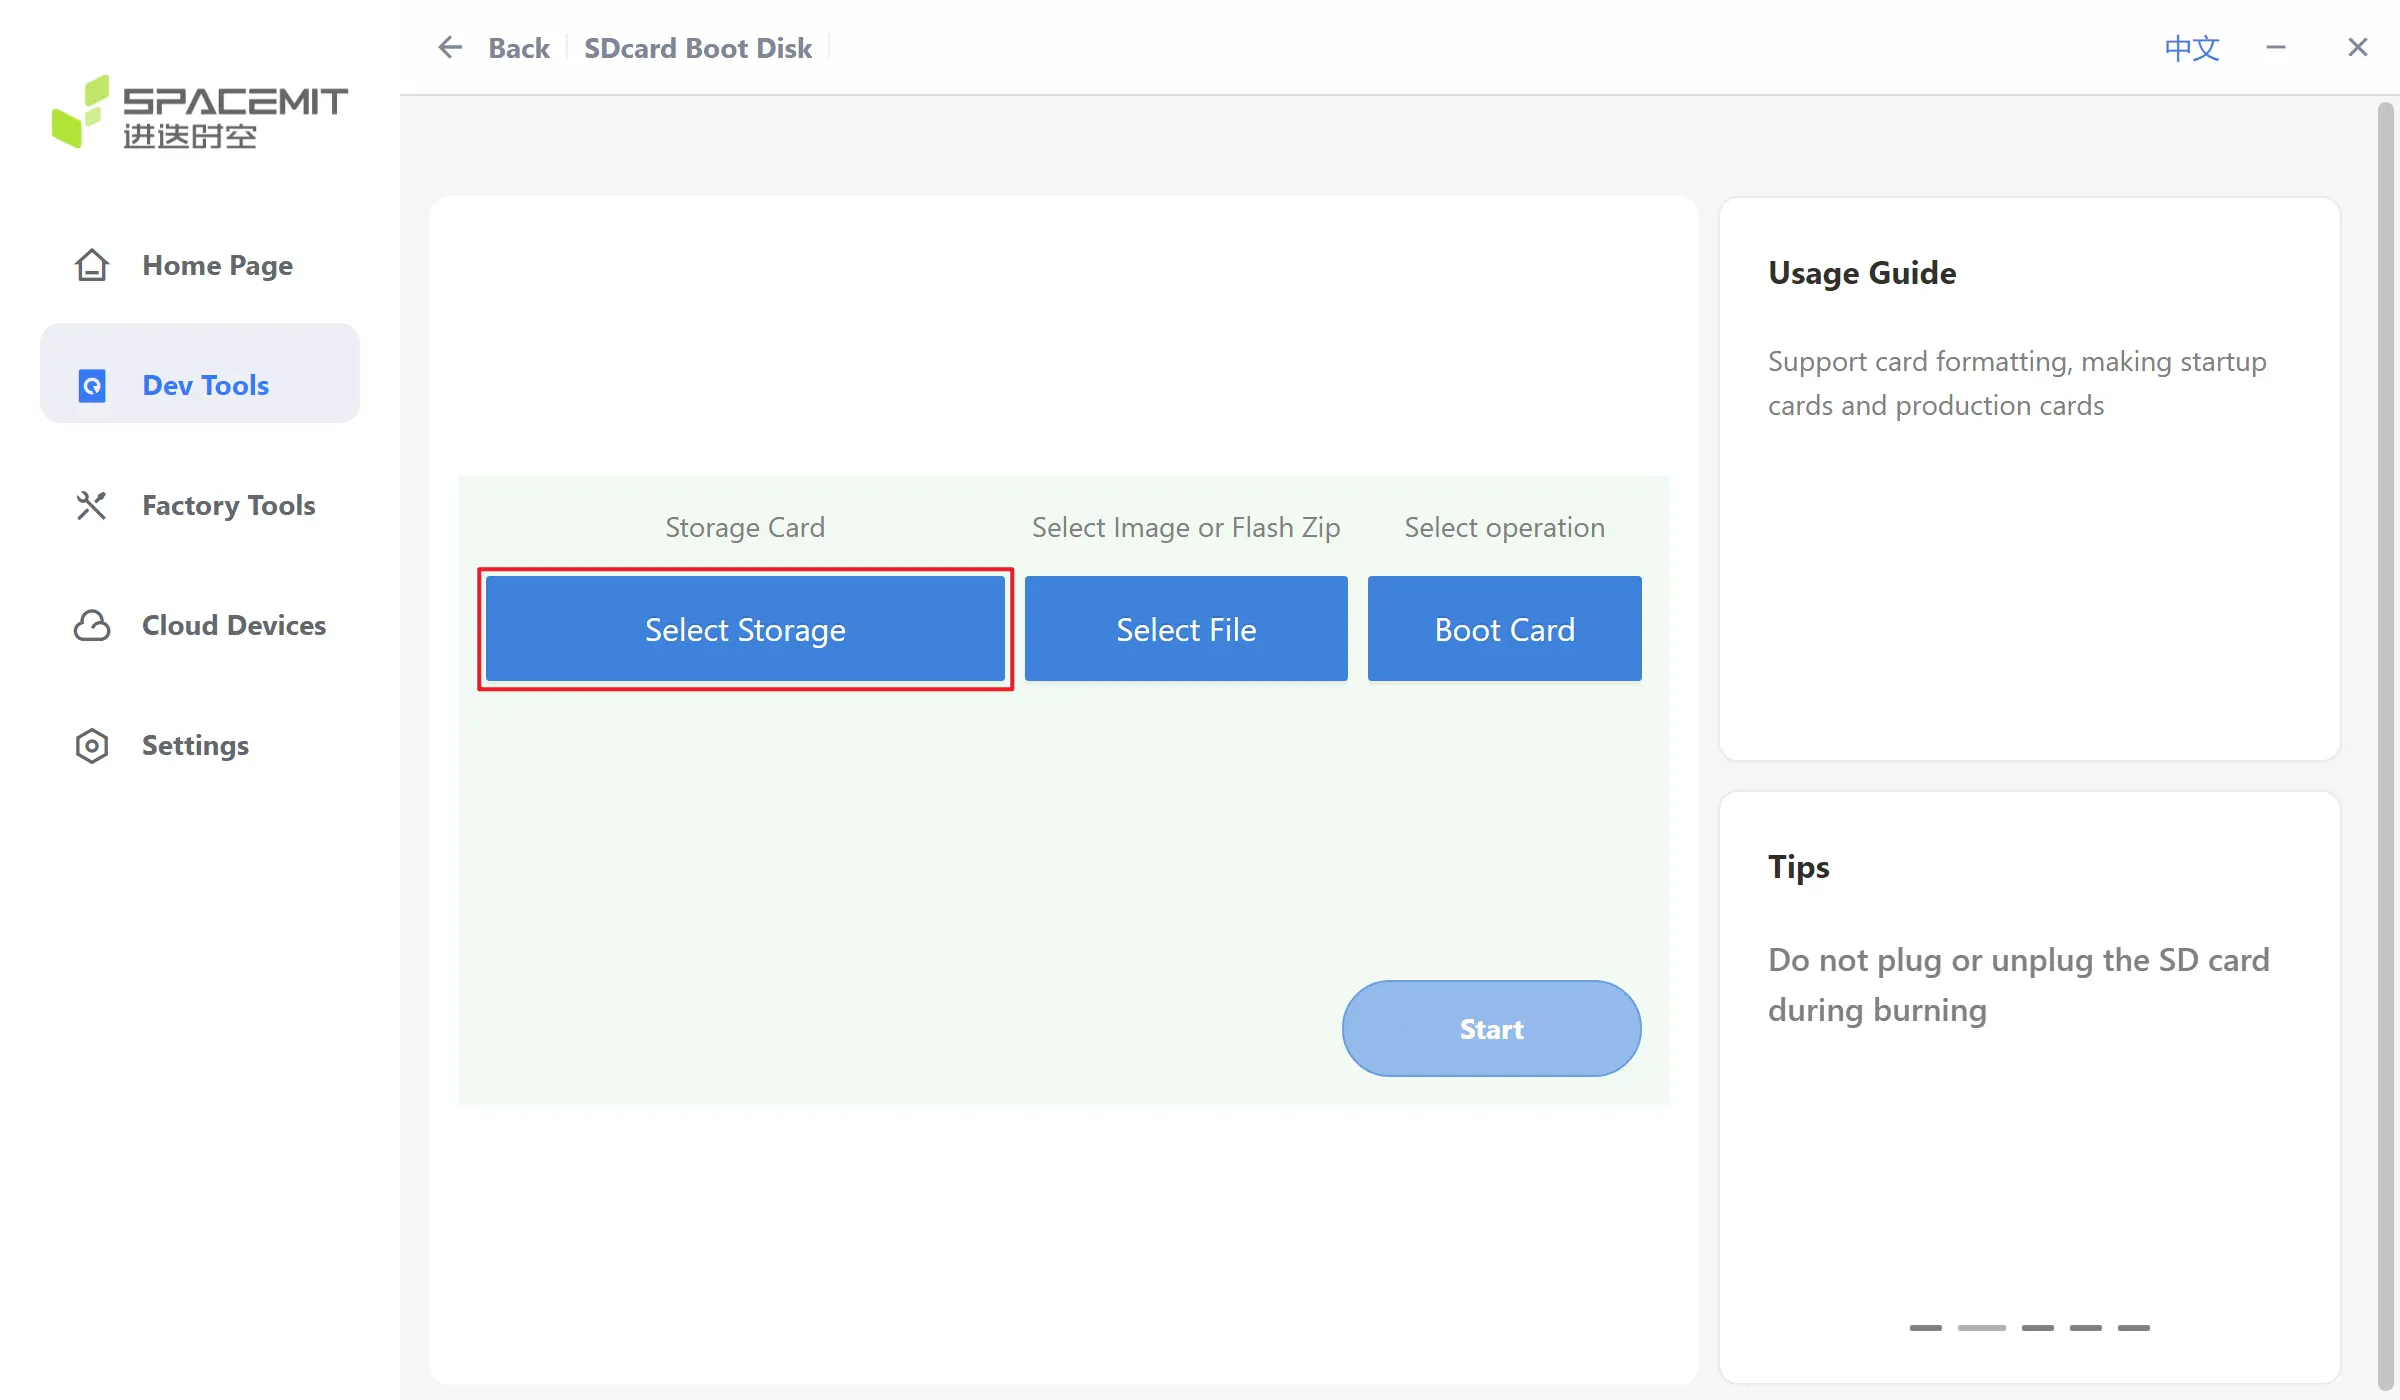 SPACEMIT
进迭时空
Home Page
Dev Tools
Factory Tools
Cloud Devices
Settings
Back
SDcard Boot Disk
中文
Storage Card
Select Image or Flash Zip
Select operation
Select Storage
Select File
Boot Card
Start
Usage Guide
Support card formatting, making startup
cards and production cards
Tips
Do not plug or unplug the SD card
during burning